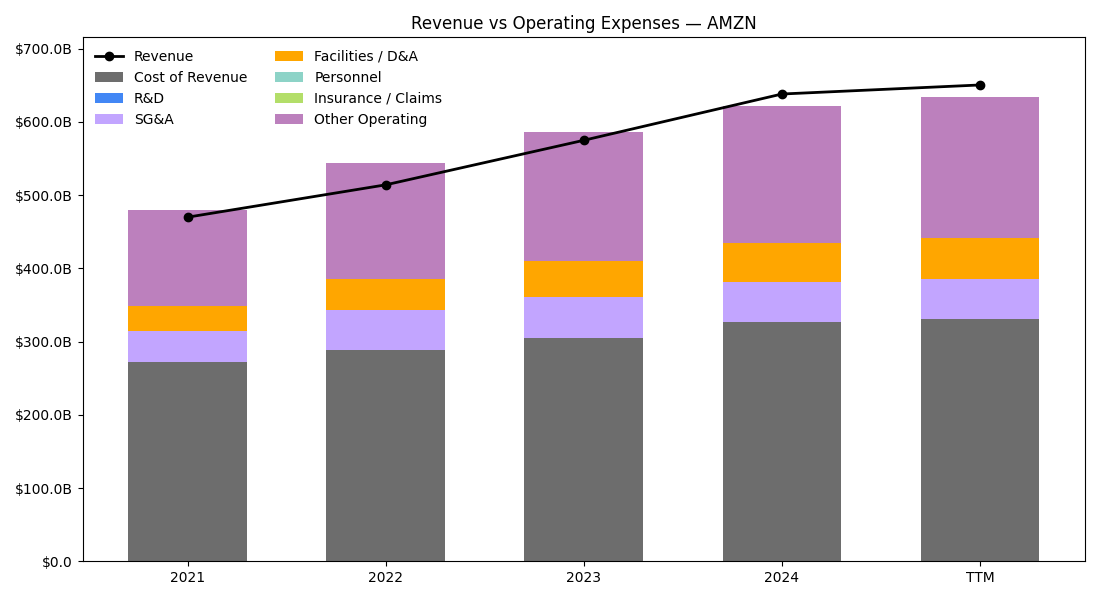 Revenue vs Operating Expenses — AMZN
Revenue
Cost of Revenue
R&D
SG&A
Facilities / D&A
Personnel
Insurance / Claims
Other Operating
$700.0B
$600.0B
$500.0B
$400.0B
$300.0B
$200.0B
$100.0B
$0.0
2021 2022 2023 2024 TTM